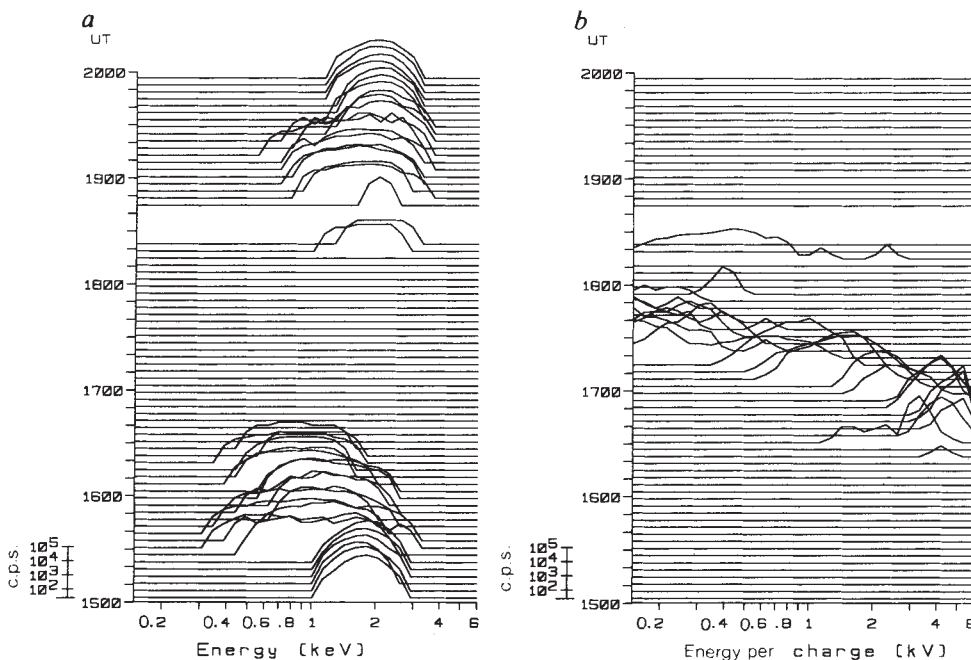 a
UT
2000
1900
1800
1700
1600
1500
c.p.s.
10^5
10^4
10^3
10^2
0.2 0.4 0.6 .8 1 2 4 6
Energy [keV]
b
UT
2000
1900
1800
1700
1600
1500
c.p.s.
10^5
10^4
10^3
10^2
0.2 0.4 0.6 .8 1 2 4 6
Energy per charge [kV]